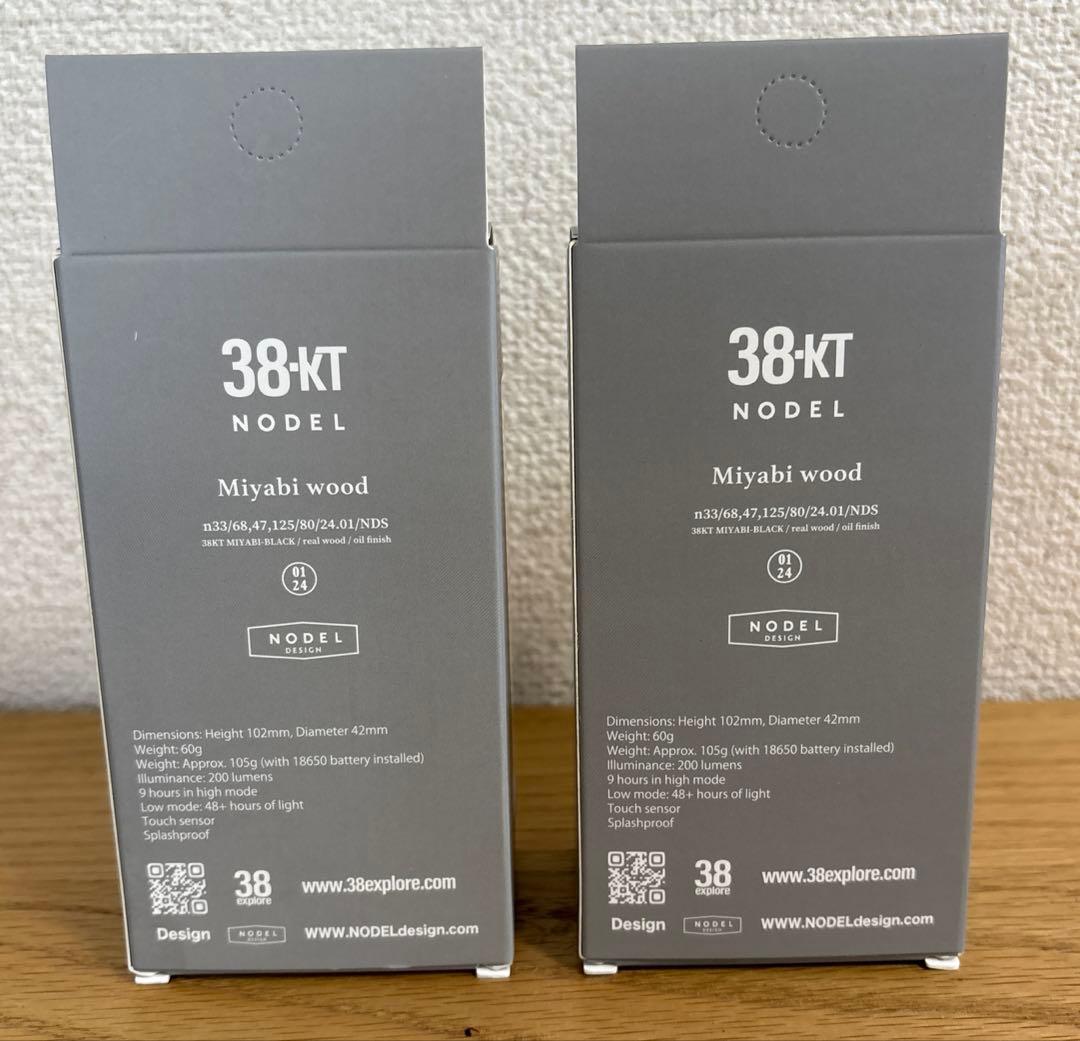 38-KT
NODEL
Miyabi wood
n33/68,47,125/80/24.01/NDS
38KT MIYABI-BLACK / real wood / oil finish
01
24
NODEL
DESIGN
Dimensions: Height 102mm, Diameter 42mm
Weight: 60g
Weight: Approx. 105g (with 18650 battery installed)
Illuminance: 200 lumens
9 hours in high mode
Low mode: 48+ hours of light
Touch sensor
Splashproof
38
explore
www.38explore.com
Design
NODEL
DESIGN
www.NODELdesign.com
38-KT
NODEL
Miyabi wood
n33/68,47,125/80/24.01/NDS
38KT MIYABI-BLACK / real wood / oil finish
01
24
NODEL
DESIGN
Dimensions: Height 102mm, Diameter 42mm
Weight: 60g
Weight: Approx. 105g (with 18650 battery installed)
Illuminance: 200 lumens
9 hours in high mode
Low mode: 48+ hours of light
Touch sensor
Splashproof
38
explore
www.38explore.com
Design
NODEL
DESIGN
www.NODELdesign.com